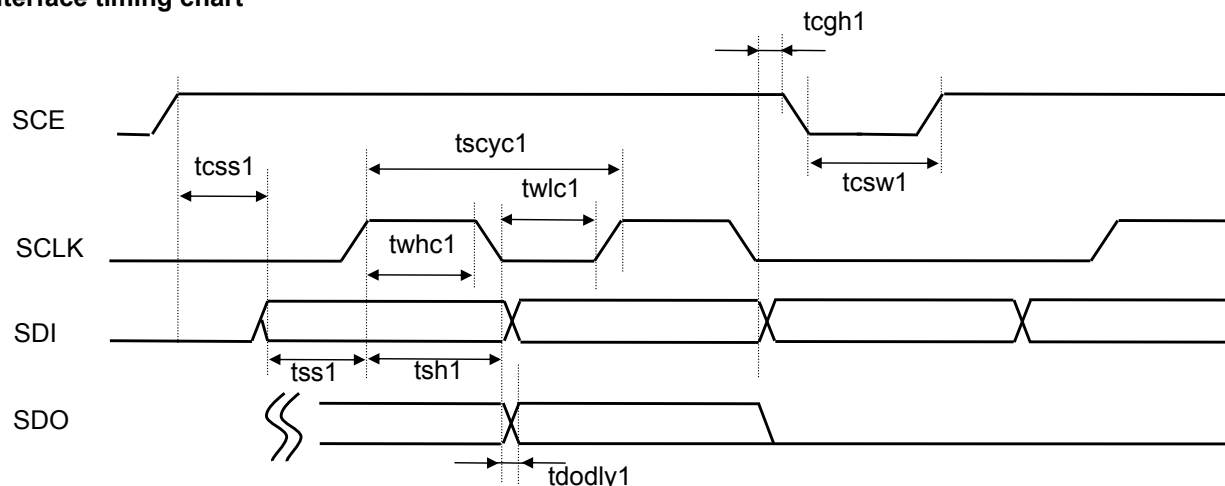 nterface timing chart
tcgh1
SCE
tscyc1
tcss1
twlc1
tcsw1
SCLK
twhc1
SDI
tss1
tsh1
SDO
tdodly1